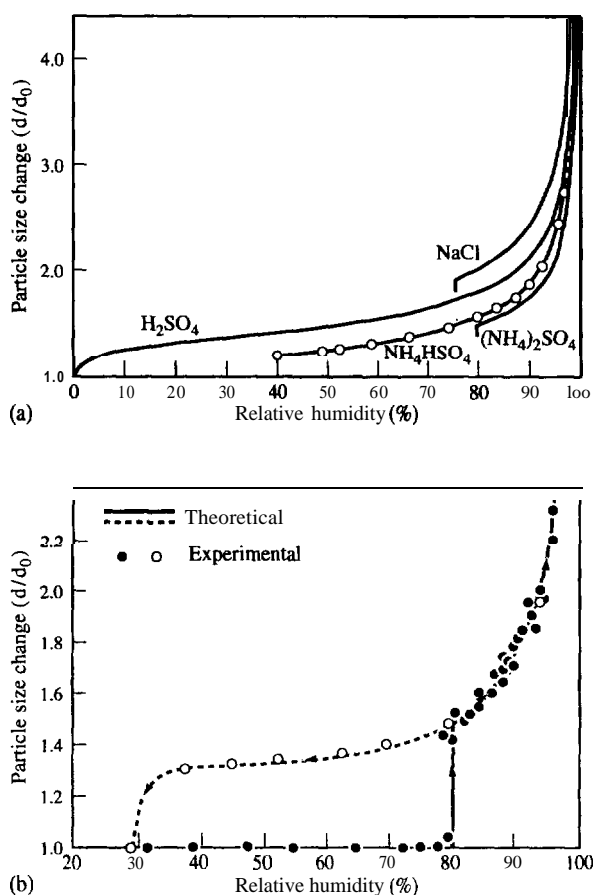 4.0
3.0
2.0
1.0
Particle size change (d/d₀)
NaCl
H₂SO₄
NH₄HSO₄
(NH₄)₂SO₄
0 10 20 30 40 50 60 70 80 90 100
(a) Relative humidity (%)
Theoretical
Experimental
2.2
2.0
1.8
1.6
1.4
1.2
1.0
Particle size change (d/d₀)
20 30 40 50 60 70 80 90 100
(b) Relative humidity (%)